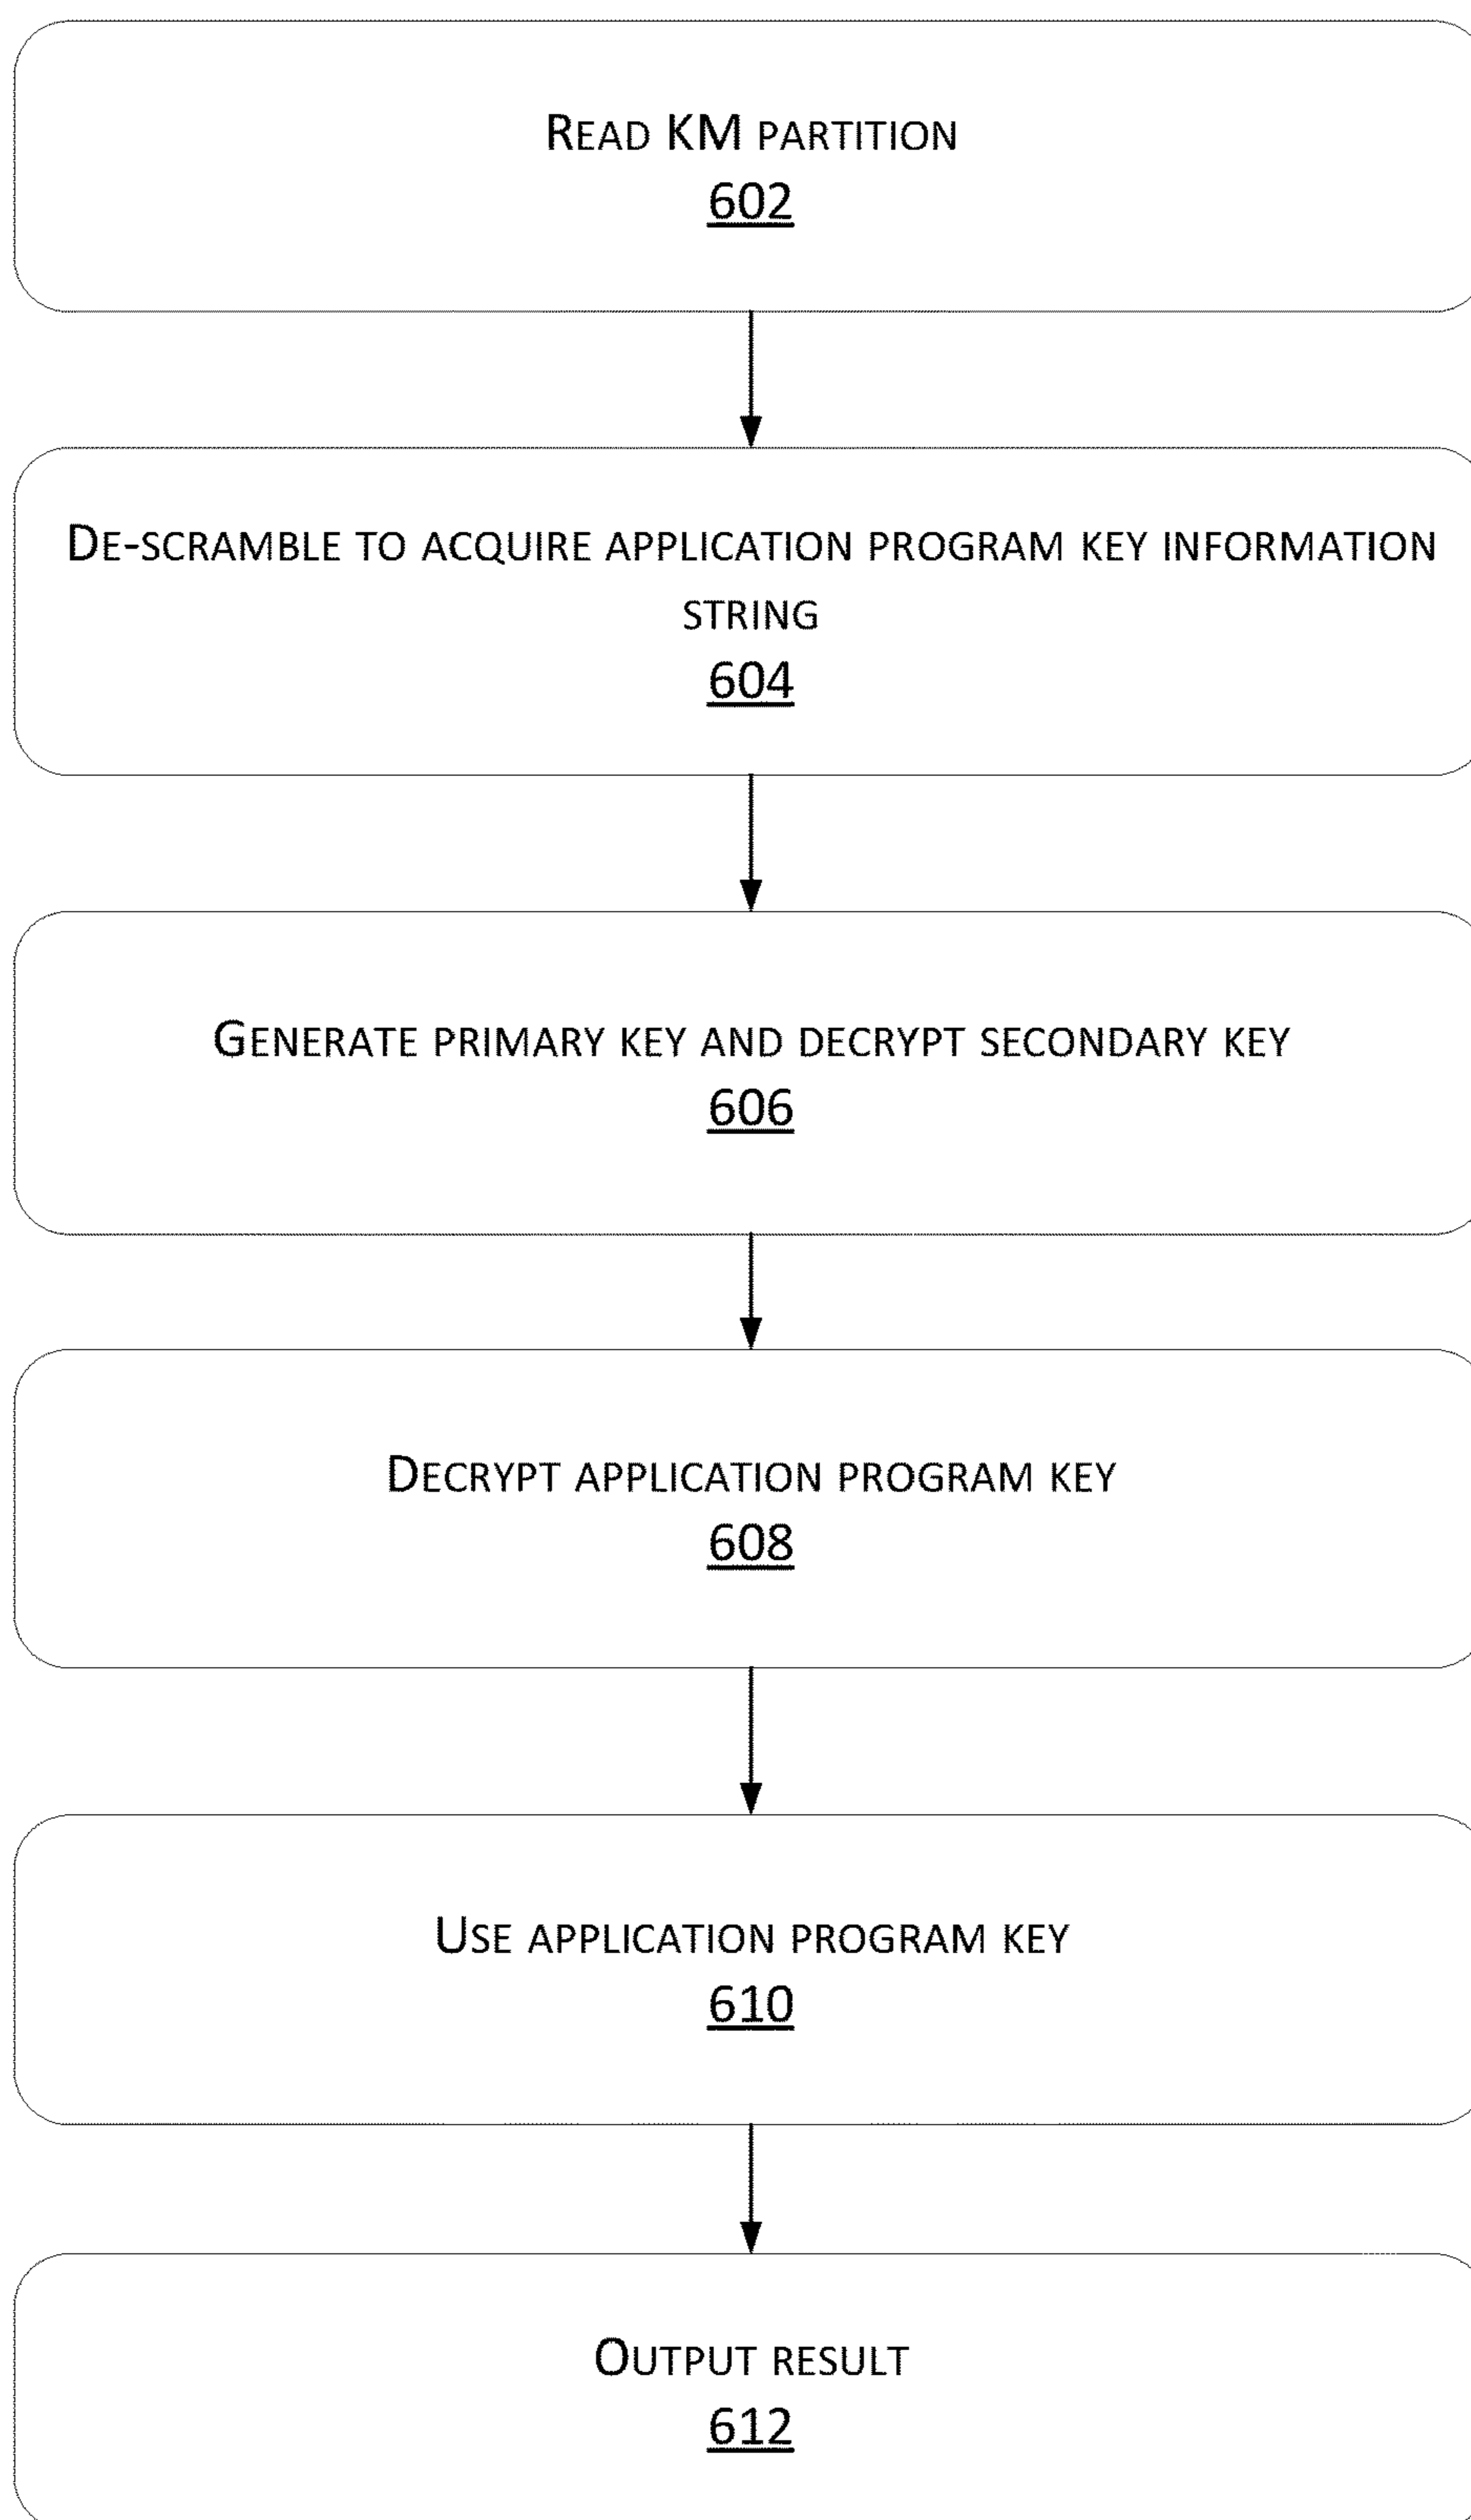 READ KM PARTITION
602
DE-SCRAMBLE TO ACQUIRE APPLICATION PROGRAM KEY INFORMATION
STRING
604
GENERATE PRIMARY KEY AND DECRYPT SECONDARY KEY
606
DECRYPT APPLICATION PROGRAM KEY
608
USE APPLICATION PROGRAM KEY
610
OUTPUT RESULT
612